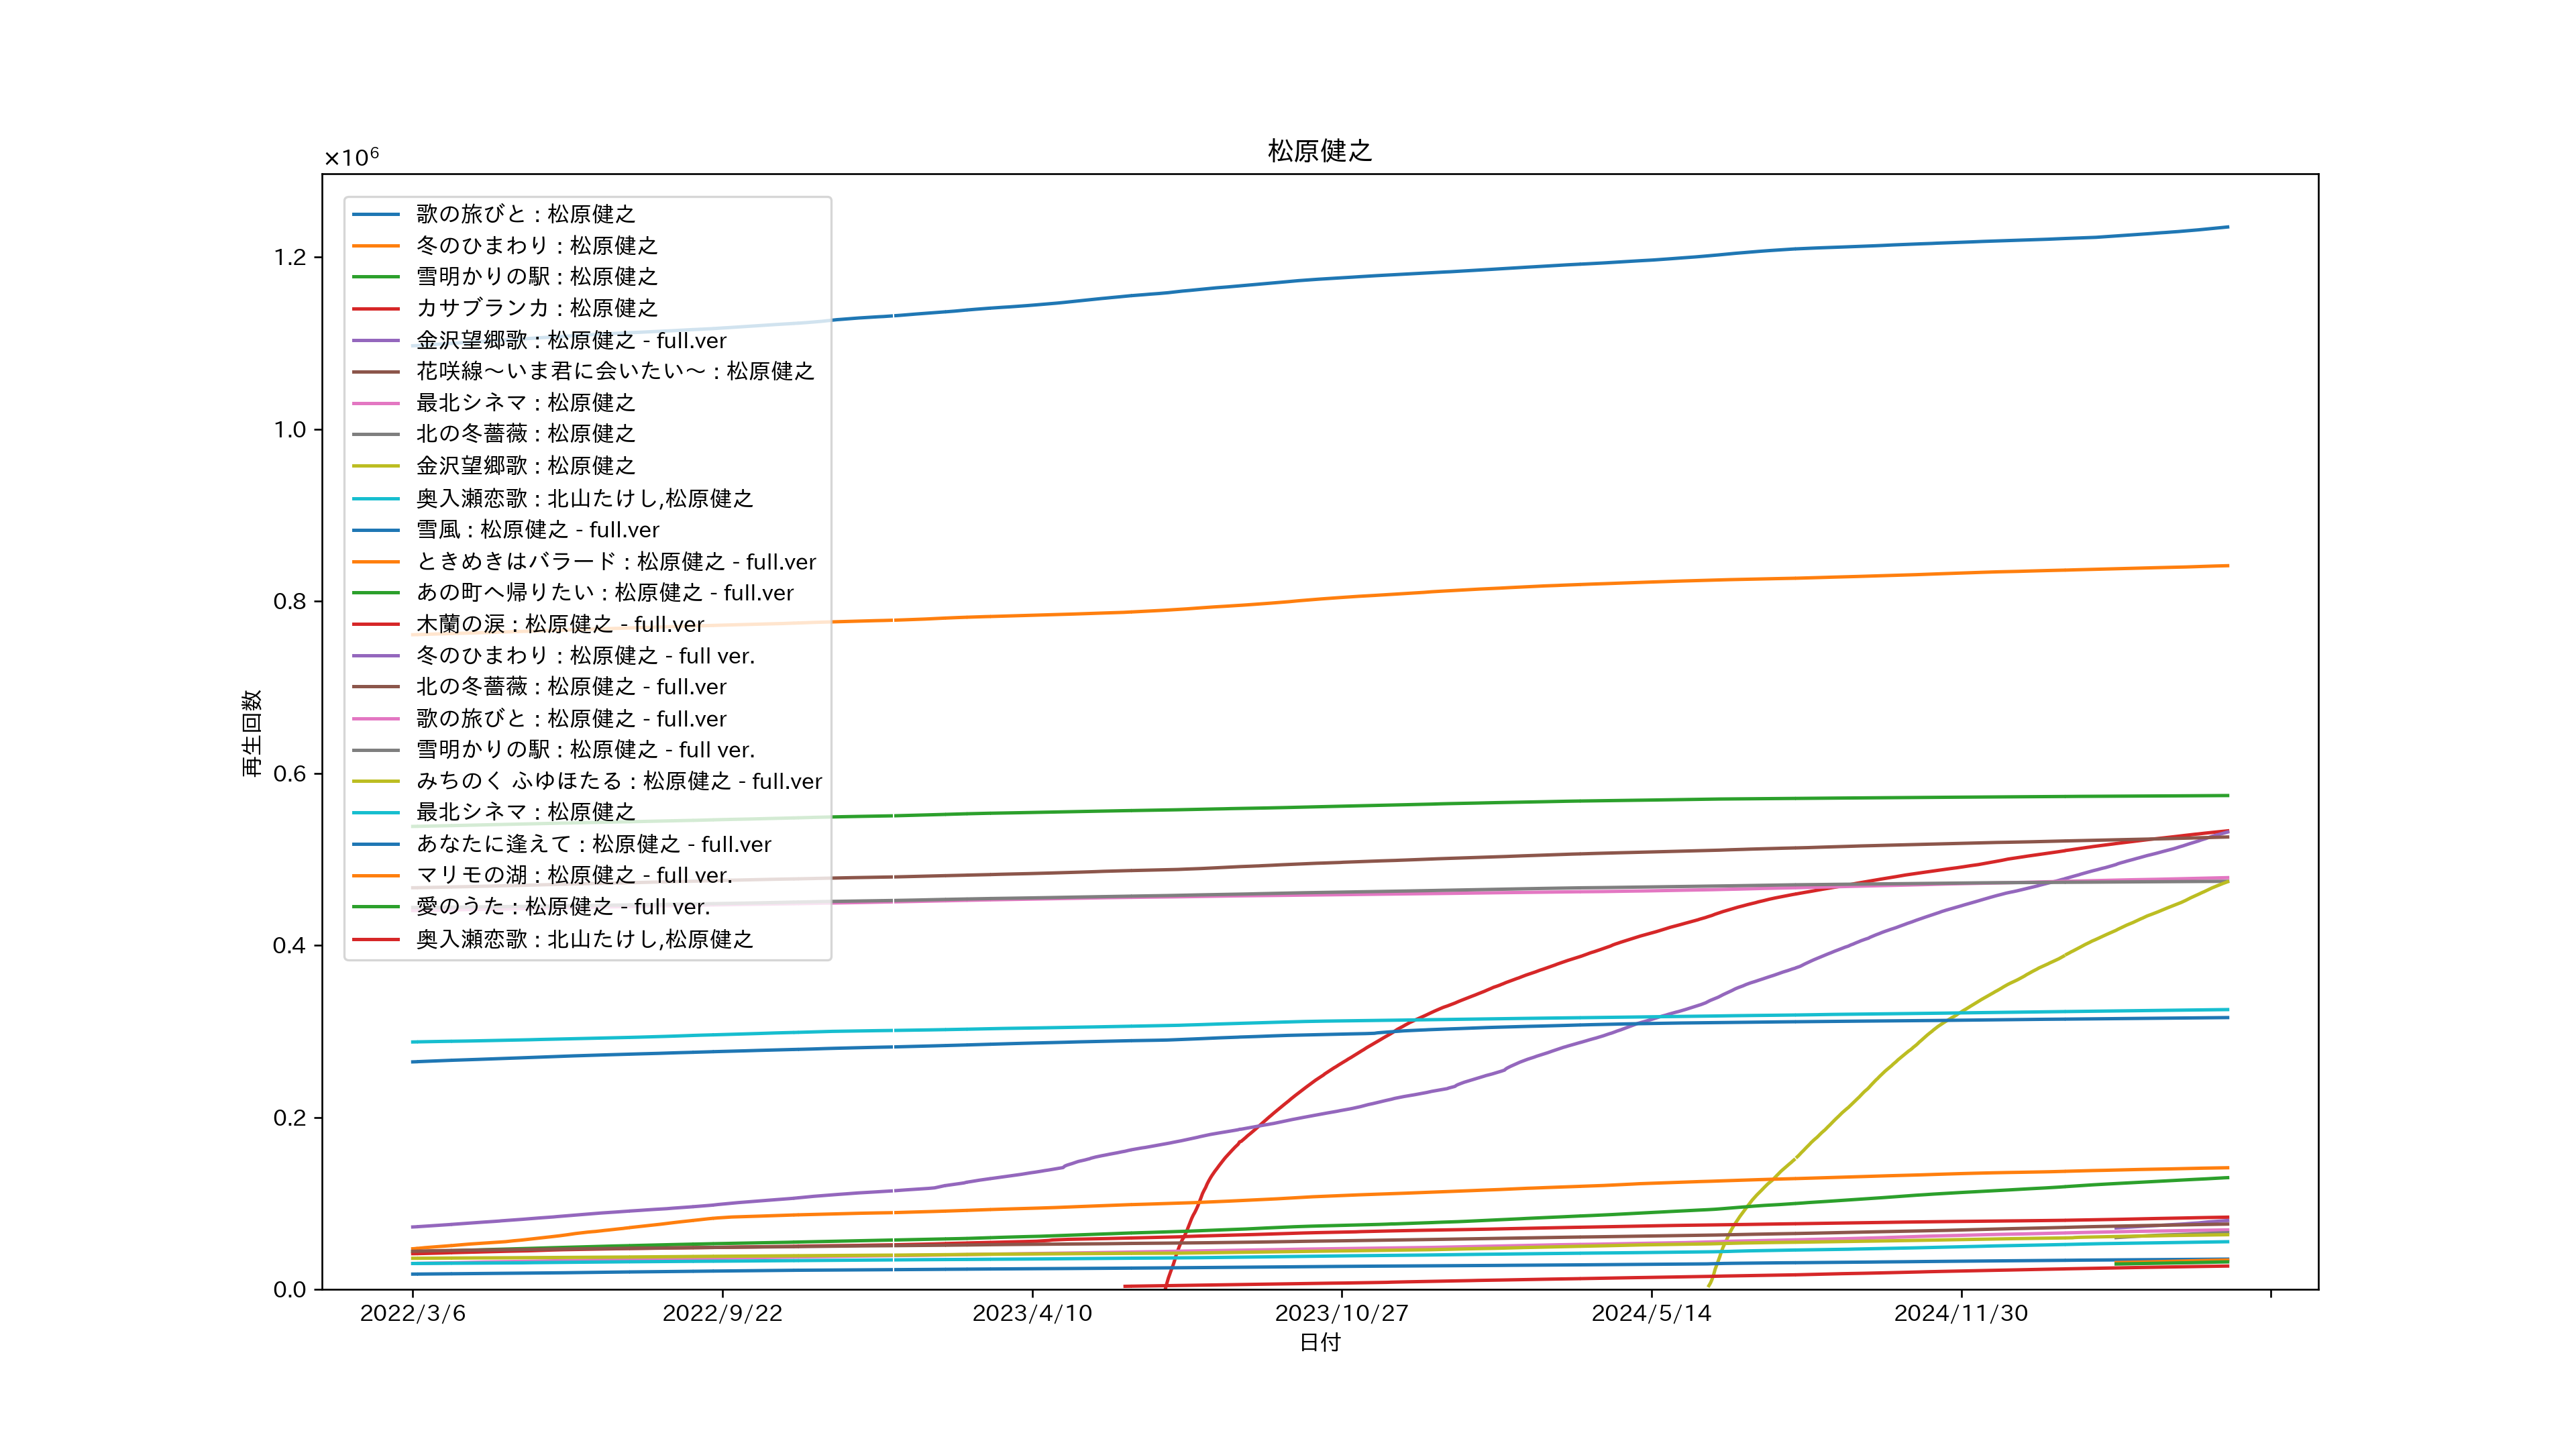 松原健之
×10⁶
歌の旅びと : 松原健之
冬のひまわり : 松原健之
雪明かりの駅 : 松原健之
カサブランカ : 松原健之
金沢望郷歌 : 松原健之 - full.ver
花咲線～いま君に会いたい～ : 松原健之
最北シネマ : 松原健之
北の冬薔薇 : 松原健之
金沢望郷歌 : 松原健之
奥入瀬恋歌 : 北山たけし,松原健之
雪風 : 松原健之 - full.ver
ときめきはバラード : 松原健之 - full.ver
あの町へ帰りたい : 松原健之 - full.ver
木蘭の涙 : 松原健之 - full.ver
冬のひまわり : 松原健之 - full ver.
北の冬薔薇 : 松原健之 - full.ver
歌の旅びと : 松原健之 - full.ver
雪明かりの駅 : 松原健之 - full ver.
みちのく ふゆほたる : 松原健之 - full.ver
最北シネマ : 松原健之
あなたに逢えて : 松原健之 - full.ver
マリモの湖 : 松原健之 - full ver.
愛のうた : 松原健之 - full ver.
奥入瀬恋歌 : 北山たけし,松原健之
1.2
1.0
0.8
0.6
0.4
0.2
0.0
再生回数
2022/3/6
2022/9/22
2023/4/10
2023/10/27
2024/5/14
2024/11/30
日付